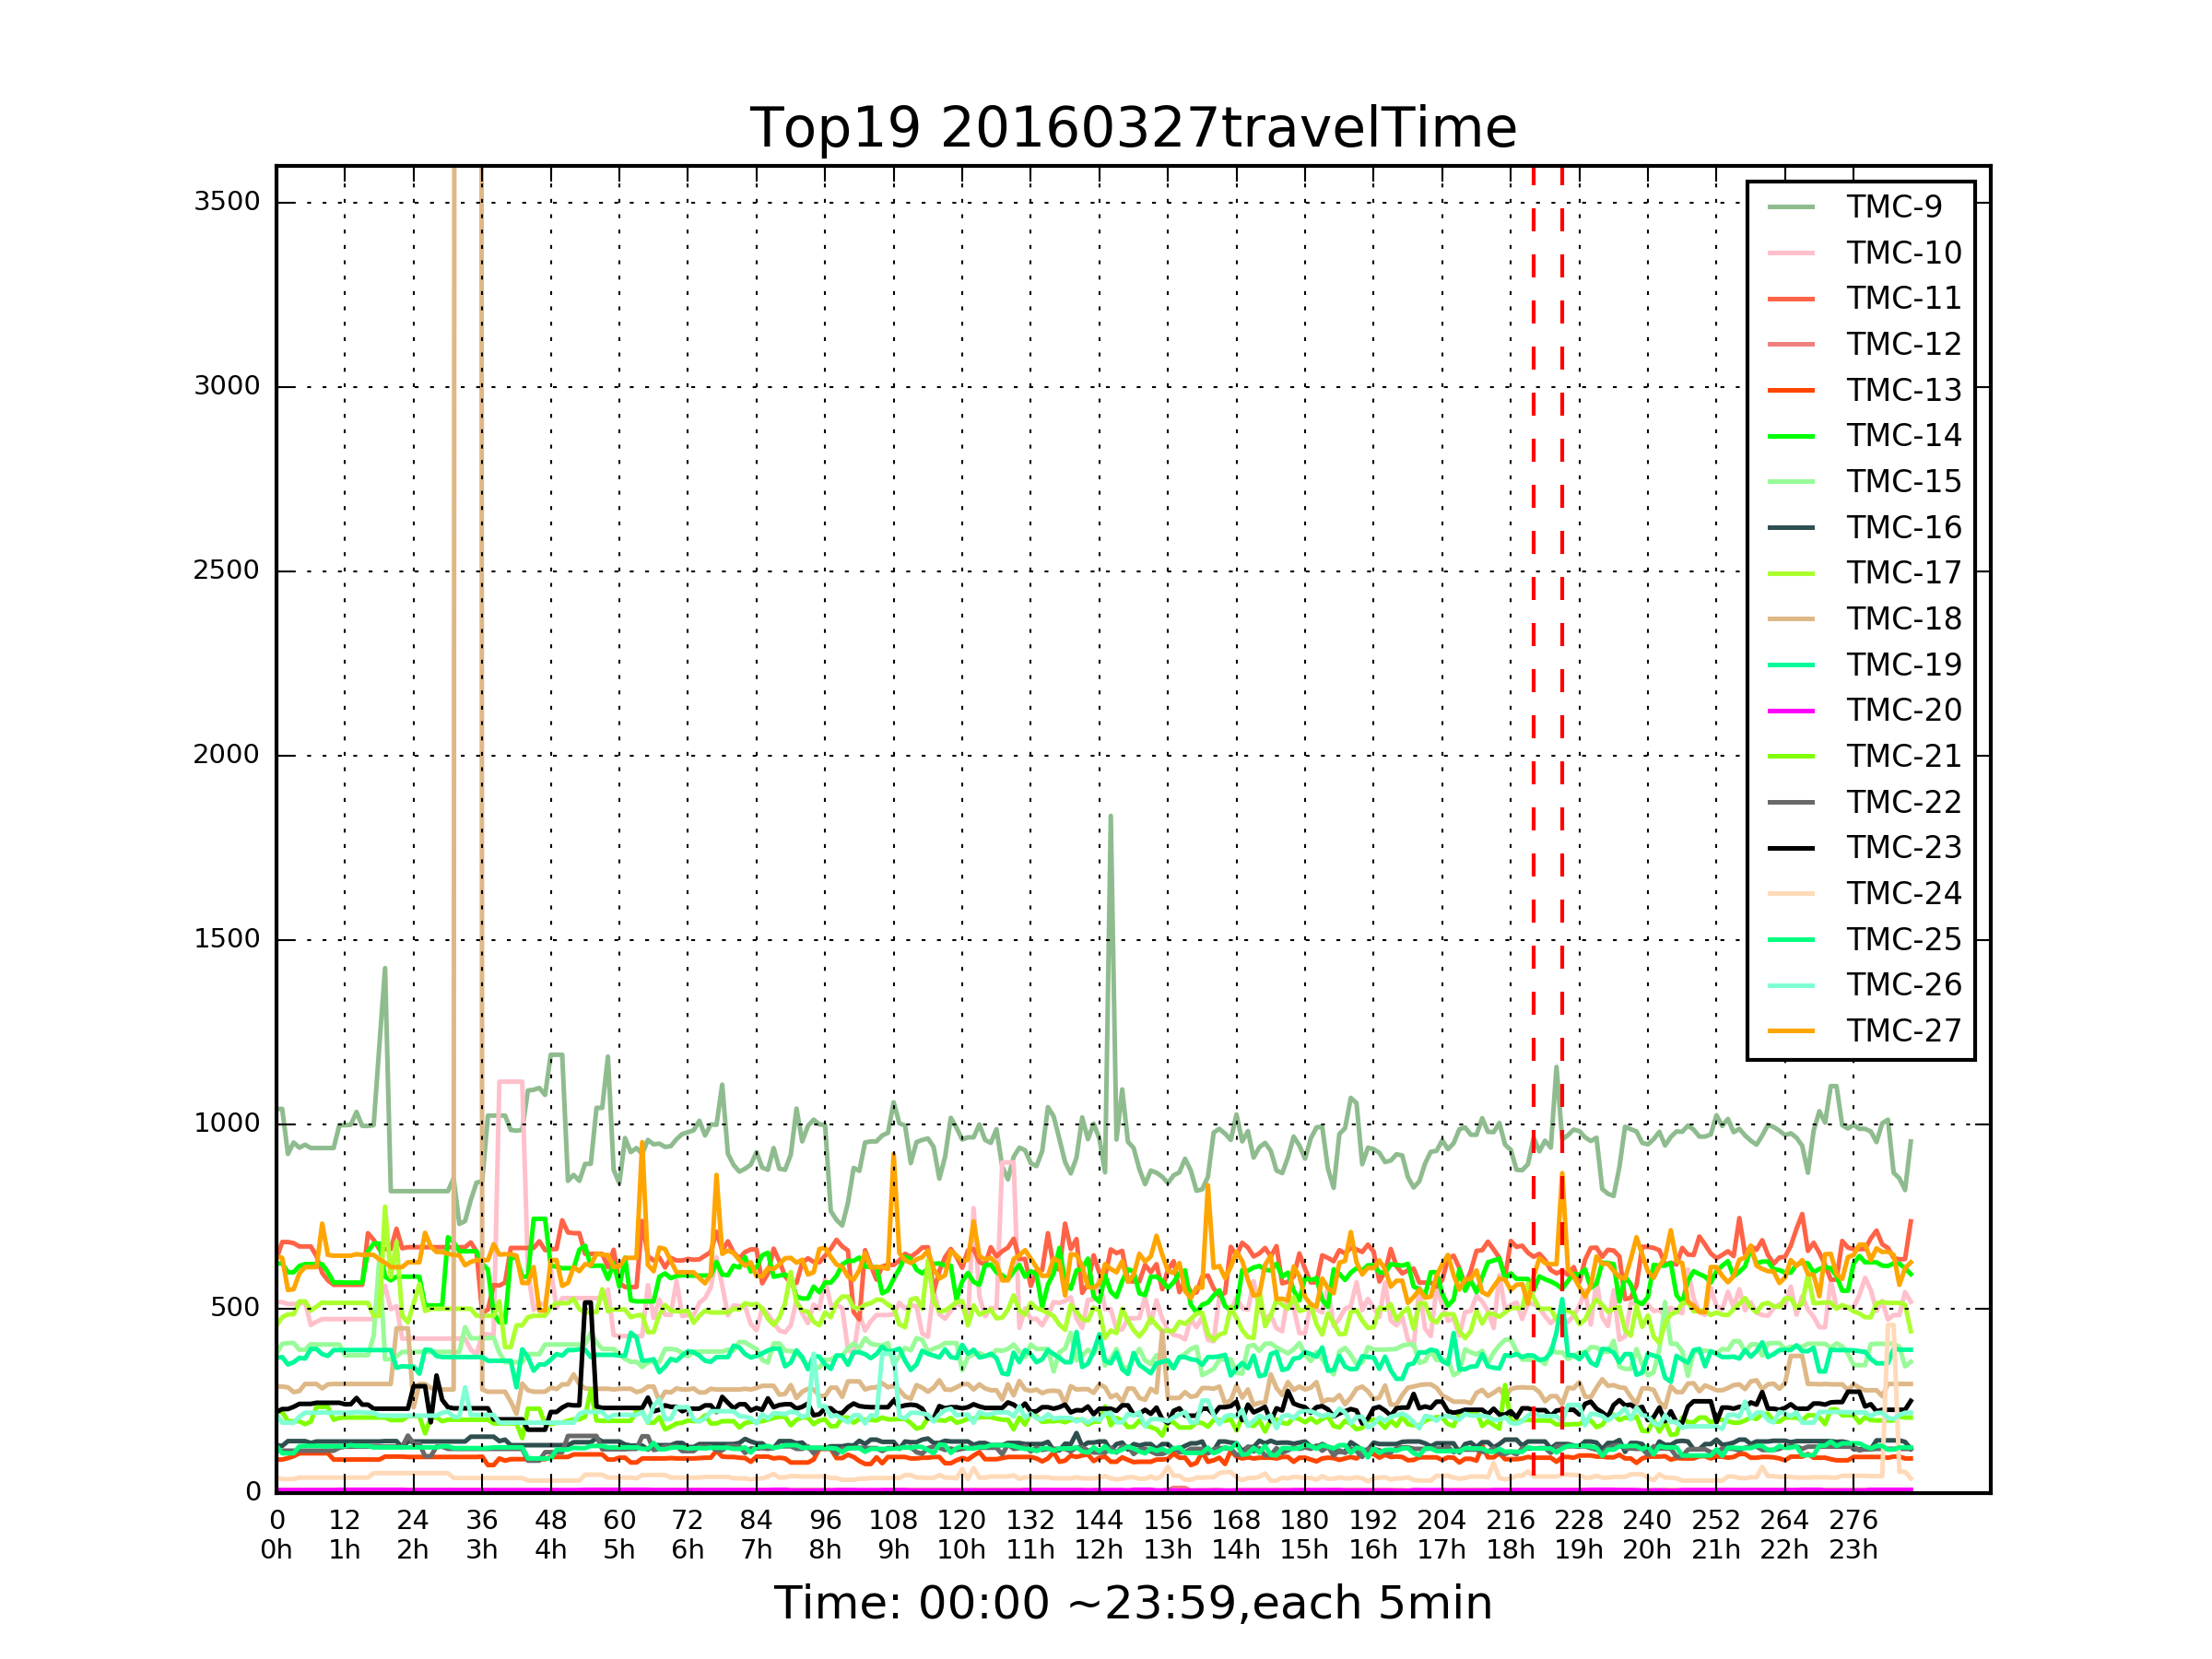 Top19 20160327travelTime
3500
3000
2500
2000
1500
1000
500
0
TMC-9
TMC-10
TMC-11
TMC-12
TMC-13
TMC-14
TMC-15
TMC-16
TMC-17
TMC-18
TMC-19
TMC-20
TMC-21
TMC-22
TMC-23
TMC-24
TMC-25
TMC-26
TMC-27
0 12 24 36 48 60 72 84 96 108 120 132 144 156 168 180 192 204 216 228 240 252 264 276
0h 1h 2h 3h 4h 5h 6h 7h 8h 9h 10h 11h 12h 13h 14h 15h 16h 17h 18h 19h 20h 21h 22h 23h
Time: 00:00 ~23:59,each 5min